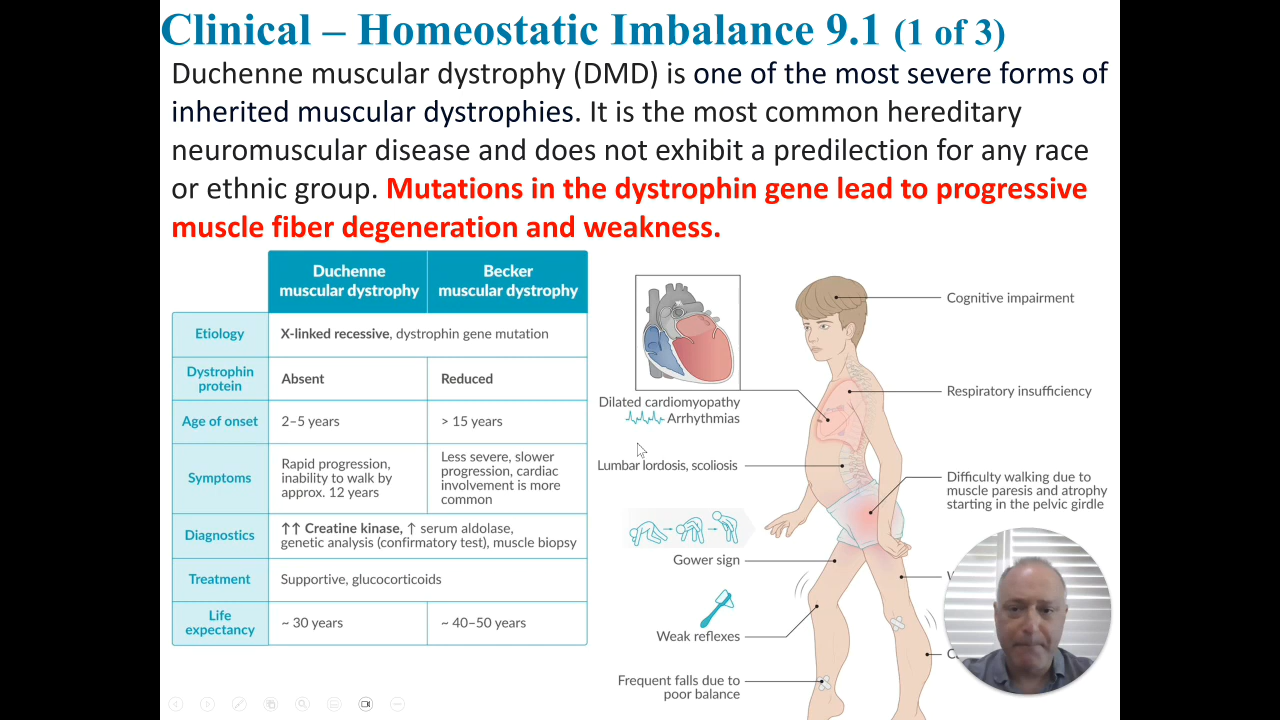 Clinical – Homeostatic Imbalance 9.1 (1 of 3)
Duchenne muscular dystrophy (DMD) is one of the most severe forms of
inherited muscular dystrophies. It is the most common hereditary
neuromuscular disease and does not exhibit a predilection for any race
or ethnic group. Mutations in the dystrophin gene lead to progressive
muscle fiber degeneration and weakness.
Duchenne
muscular dystrophy
Becker
muscular dystrophy
Etiology
X-linked recessive, dystrophin gene mutation
Dystrophin
protein
Absent
Reduced
Age of onset
2–5 years
> 15 years
Symptoms
Rapid progression,
inability to walk by
approx. 12 years
Less severe, slower
progression, cardiac
involvement is more
common
Diagnostics
↑↑ Creatine kinase, ↑ serum aldolase,
genetic analysis (confirmatory test), muscle biopsy
Treatment
Supportive, glucocorticoids
Life
expectancy
~ 30 years
~ 40–50 years
Dilated cardiomyopathy
Arrhythmias
Lumbar lordosis, scoliosis
Gower sign
Weak reflexes
Frequent falls due to
poor balance
Cognitive impairment
Respiratory insufficiency
Difficulty walking due to
muscle paresis and atrophy
starting in the pelvic girdle